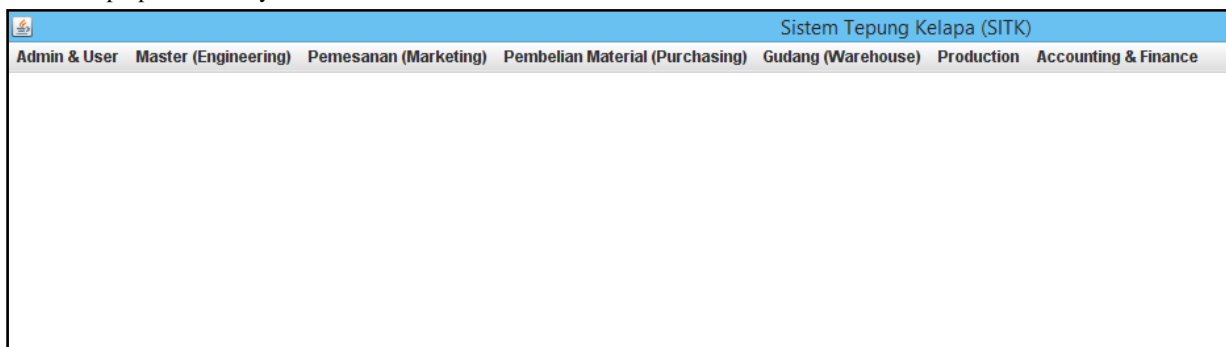 Sistem Tepung Kelapa (SITK)
Admin & User Master (Engineering) Pemesanan (Marketing) Pembelian Material (Purchasing) Gudang (Warehouse) Production Accounting & Finance